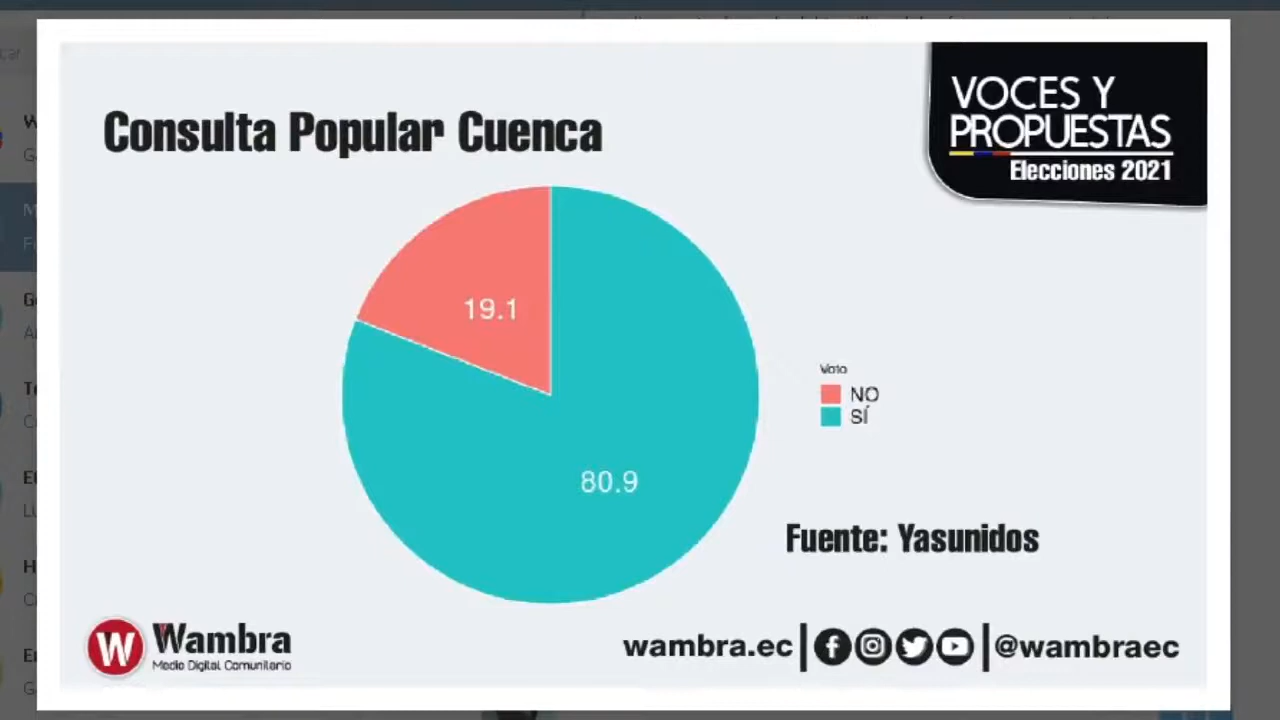 Consulta Popular Cuenca
VOCES Y
PROPUESTAS
Elecciones 2021
19.1
80.9
Voto
NO
SÍ
Fuente: Yasunidos
W Wambra
Medio Digital Comunitario
wambra.ec
@wambraec